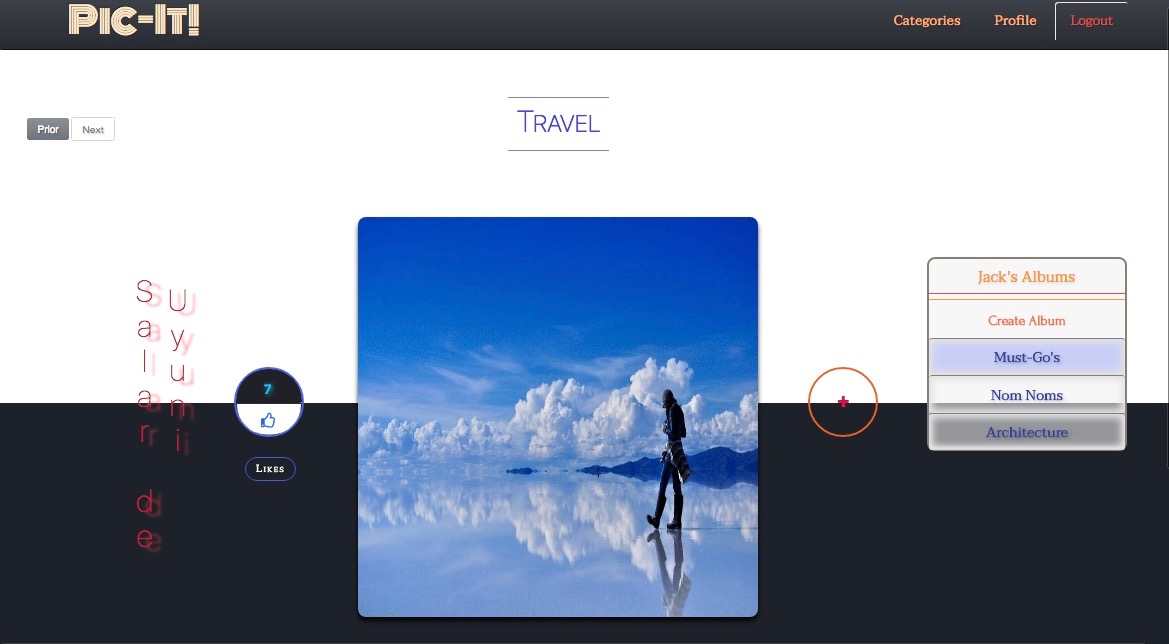 Pic-It!
Categories Profile Logout
Travel
Prior Next
Salar de
Uyuni
7
Likes
+
Jack's Albums
Create Album
Must-Go's
Nom Noms
Architecture